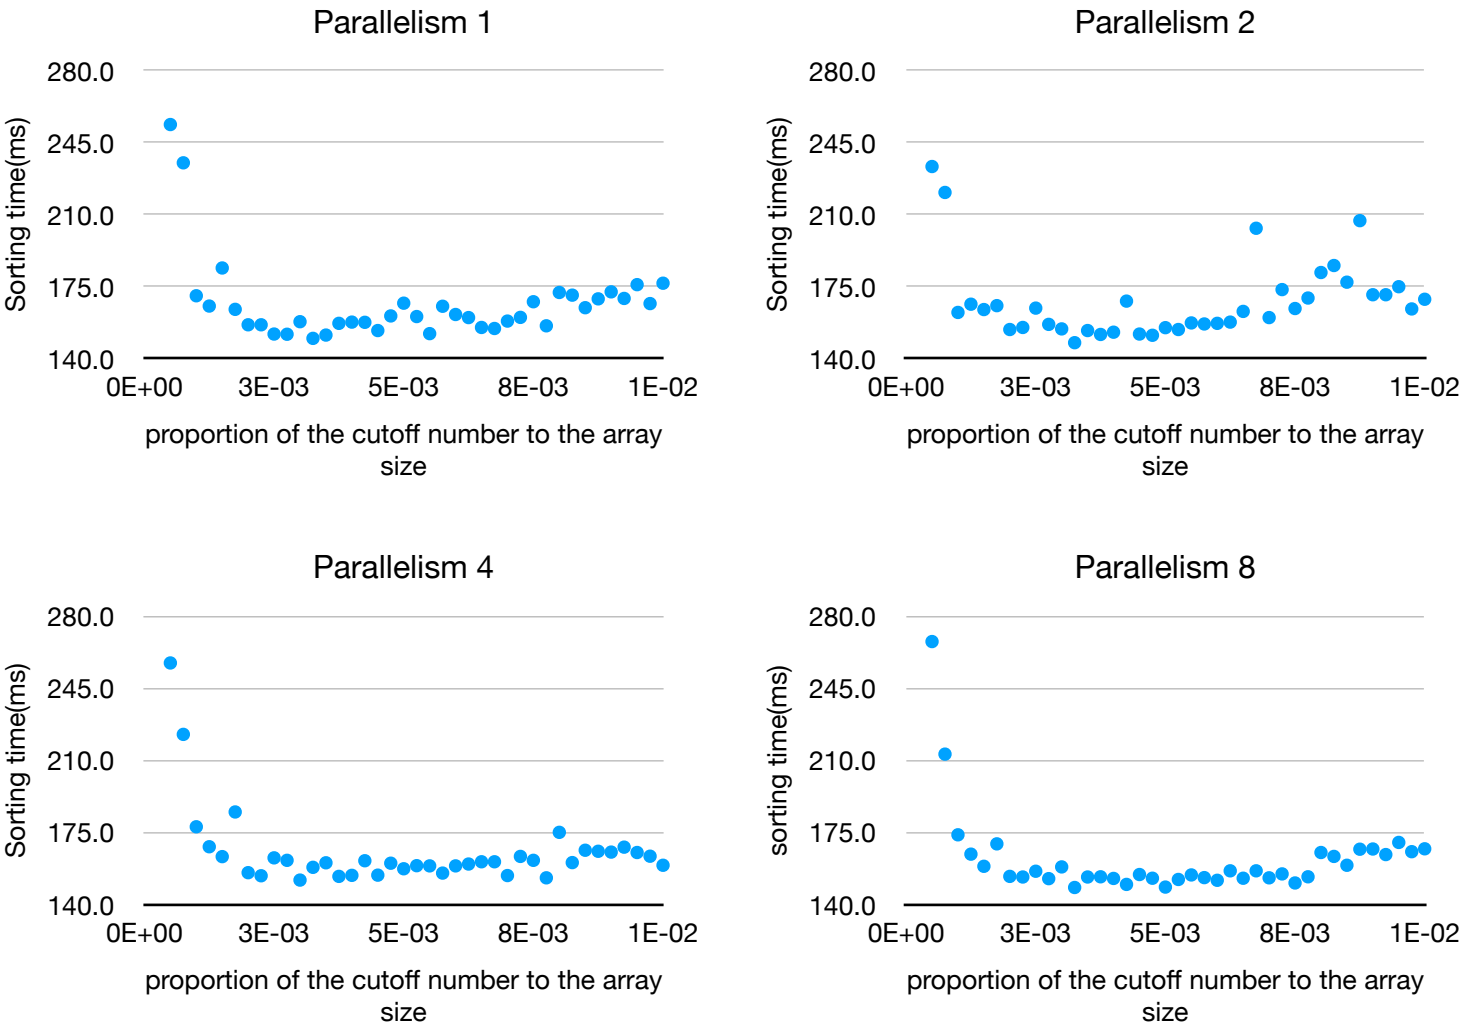 Parallelism 1
Sorting time(ms)
280.0
245.0
210.0
175.0
140.0
0E+00 3E-03 5E-03 8E-03 1E-02
proportion of the cutoff number to the array
size
Parallelism 2
Sorting time(ms)
280.0
245.0
210.0
175.0
140.0
0E+00 3E-03 5E-03 8E-03 1E-02
proportion of the cutoff number to the array
size
Parallelism 4
Sorting time(ms)
280.0
245.0
210.0
175.0
140.0
0E+00 3E-03 5E-03 8E-03 1E-02
proportion of the cutoff number to the array
size
Parallelism 8
sorting time(ms)
280.0
245.0
210.0
175.0
140.0
0E+00 3E-03 5E-03 8E-03 1E-02
proportion of the cutoff number to the array
size